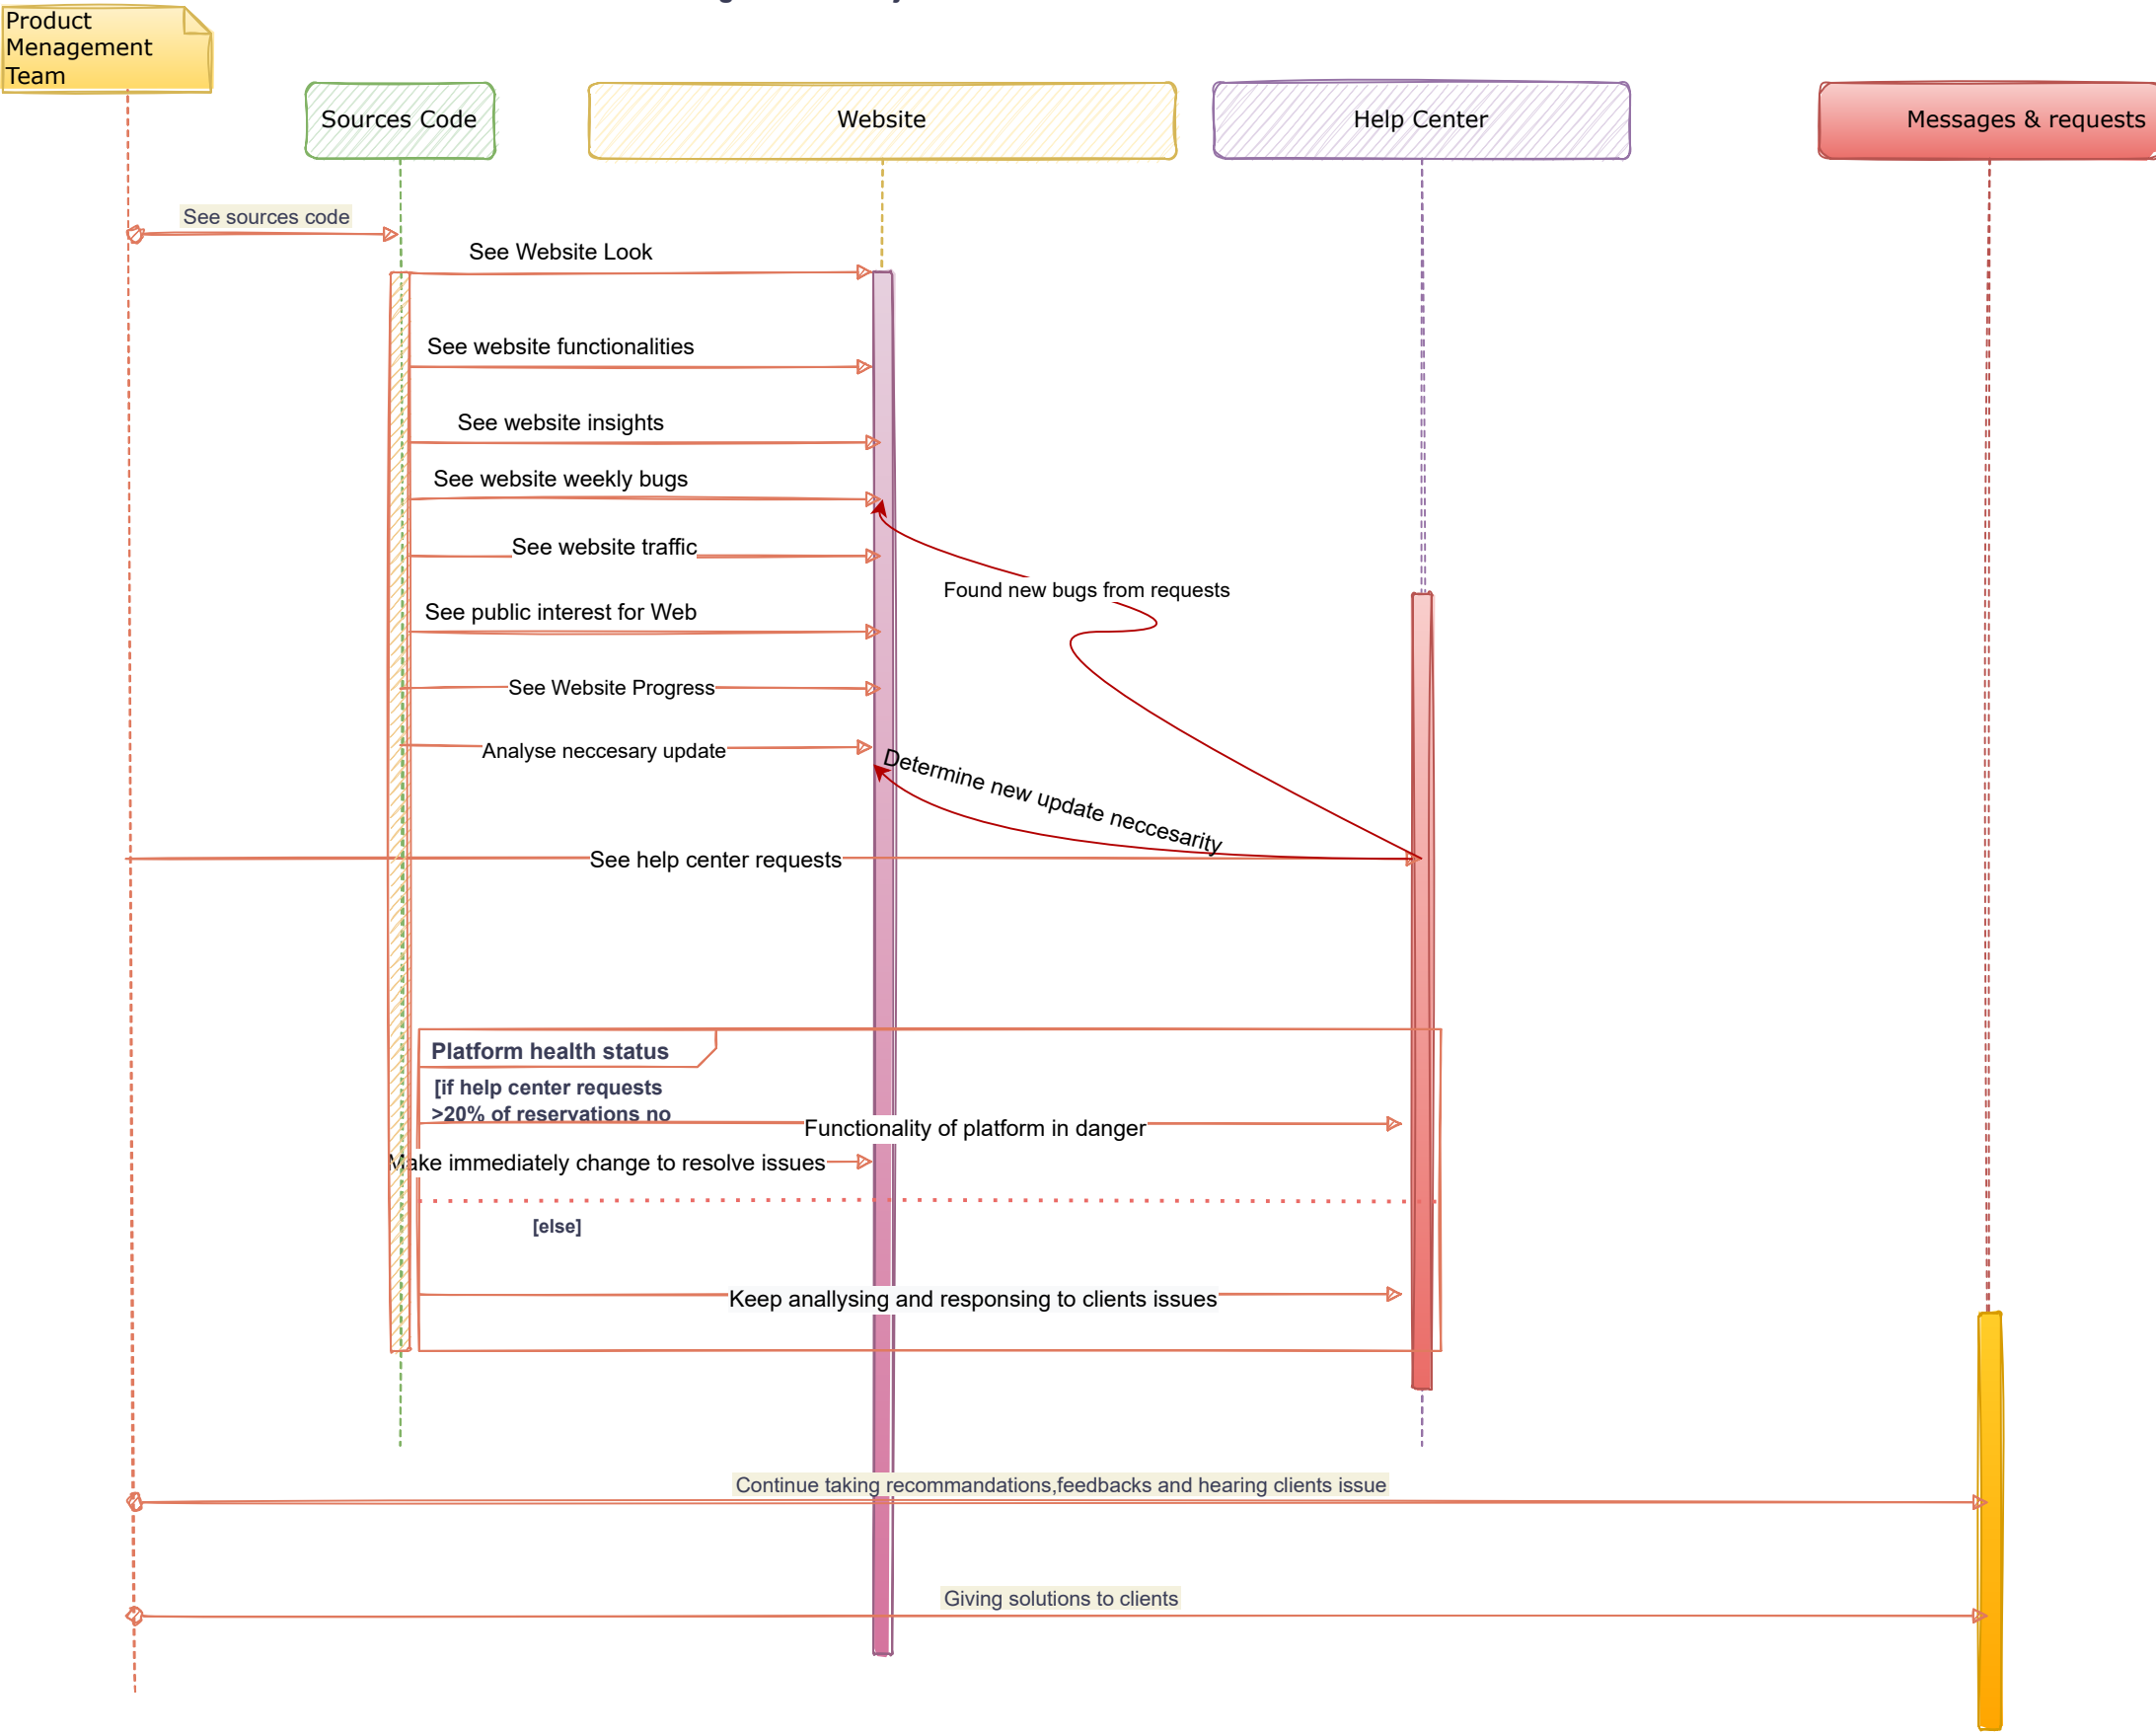 Product
Menagement
Team
Sources Code
Website
Help Center
Messages & requests
See sources code
See Website Look
See website functionalities
See website insights
See website weekly bugs
See website traffic
Found new bugs from requests
See public interest for Web
See Website Progress
Analyse neccesary update
Determine new update neccesarity
See help center requests
Platform health status
[if help center requests
>20% of reservations no
Functionality of platform in danger
Make immediately change to resolve issues
[else]
Keep anallysing and responsing to clients issues
Continue taking recommandations,feedbacks and hearing clients issue
Giving solutions to clients